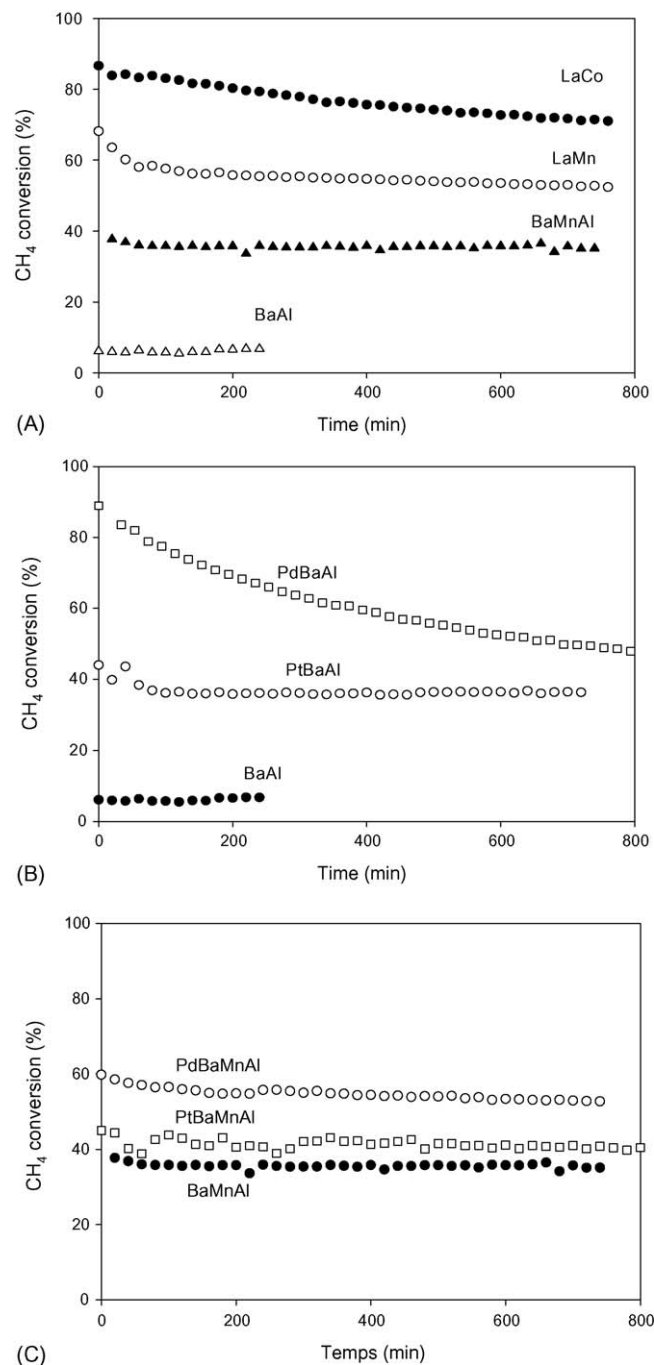 100
80
60
40
20
0
CH4 conversion (%)
LaCo
LaMn
BaMnAl
BaAl
0
200
400
600
800
Time (min)
(A)
100
80
60
40
20
0
CH4 conversion (%)
PdBaAl
PtBaAl
BaAl
0
200
400
600
800
Time (min)
(B)
100
80
60
40
20
0
CH4 conversion (%)
PdBaMnAl
PtBaMnAl
BaMnAl
0
200
400
600
800
Temps (min)
(C)